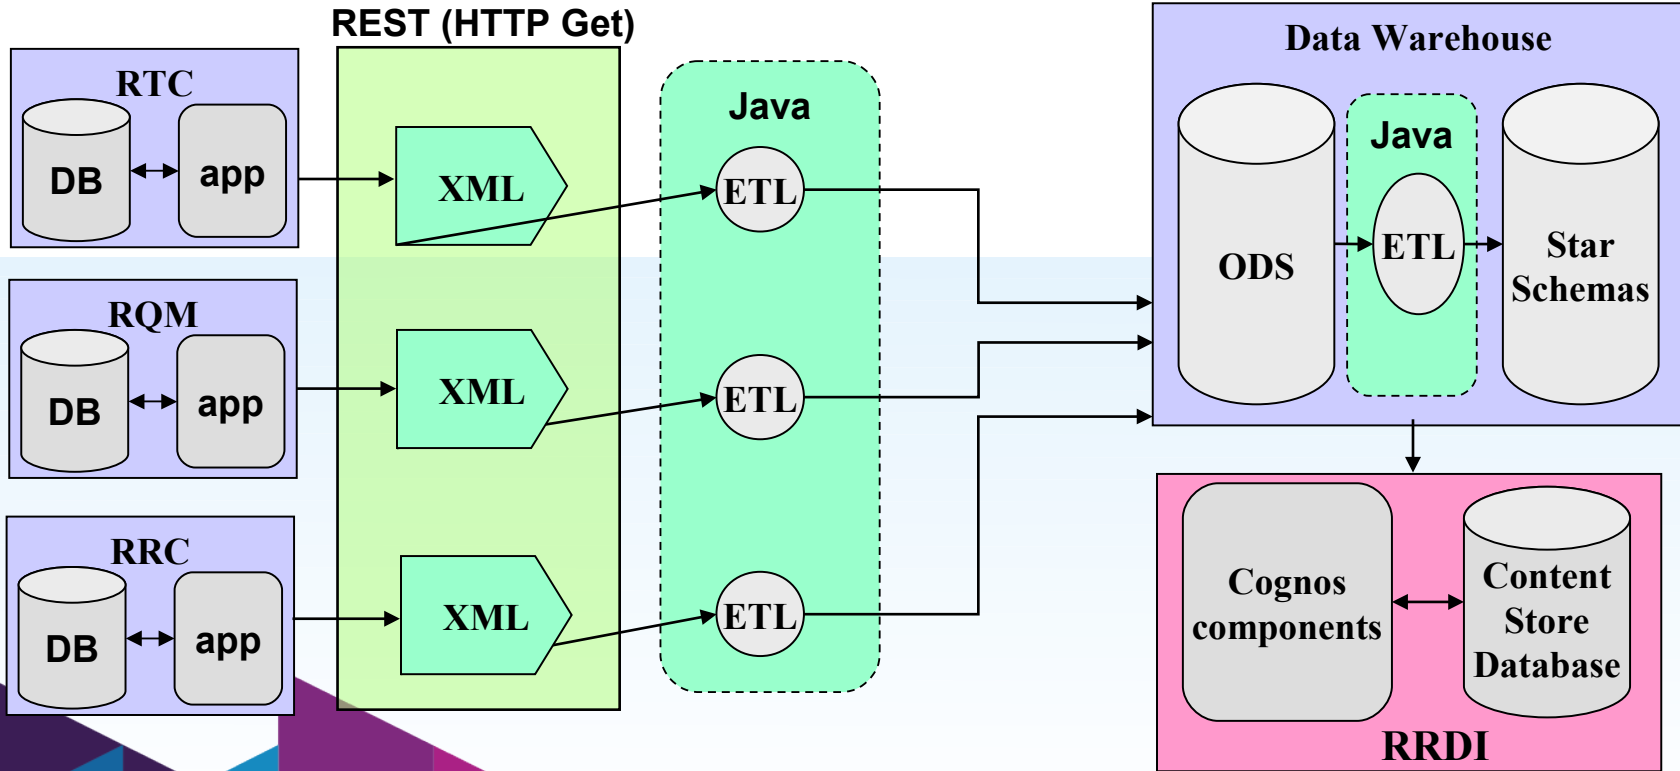 REST (HTTP Get)
RTC
DB
app
XML
RQM
DB
app
XML
RRC
DB
app
XML
Java
ETL
ETL
ETL
Data Warehouse
ODS
Java
ETL
Star
Schemas
Cognos
components
Content
Store
Database
RRDI